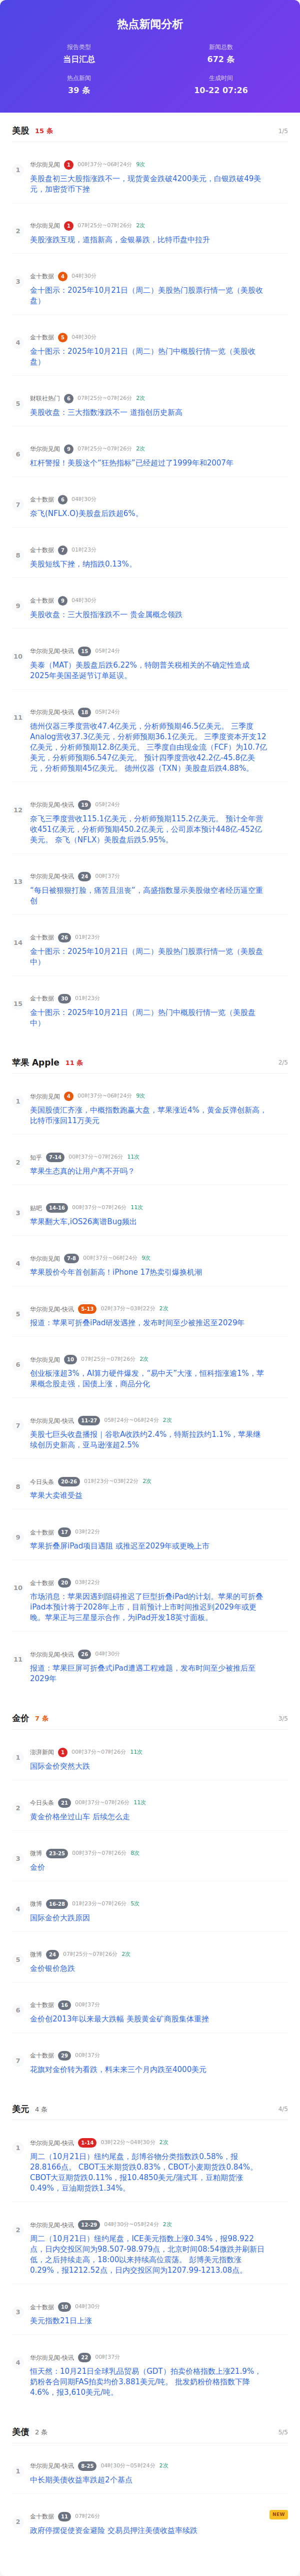 热点新闻分析
报告类型
当日汇总
新闻总数
672 条
热点新闻
39 条
生成时间
10-22 07:26
美股 15 条 1/5
1 华尔街见闻 1 00时37分~06时24分 9次
美股盘初三大股指涨跌不一，现货黄金跌破4200美元，白银跌破49美
元，加密货币下挫
2 华尔街见闻 1 07时25分~07时26分 2次
美股涨跌互现，道指新高，金银暴跌，比特币盘中拉升
3 金十数据 4 04时30分
金十图示：2025年10月21日（周二）美股热门股票行情一览（美股收
盘）
4 金十数据 5 04时30分
金十图示：2025年10月21日（周二）热门中概股行情一览（美股收
盘）
5 财联社热门 6 07时25分~07时26分 2次
美股收盘：三大指数涨跌不一 道指创历史新高
6 华尔街见闻 9 07时25分~07时26分 2次
杠杆警报！美股这个“狂热指标”已经超过了1999年和2007年
7 金十数据 6 04时30分
奈飞(NFLX.O)美股盘后跌超6%。
8 金十数据 7 01时23分
美股短线下挫，纳指跌0.13%。
9 金十数据 9 04时30分
美股收盘：三大股指涨跌不一 贵金属概念领跌
10 华尔街见闻-快讯 15 05时24分
美泰（MAT）美股盘后跌6.22%，特朗普关税相关的不确定性造成
2025年美国圣诞节订单延误。
11 华尔街见闻-快讯 18 05时24分
德州仪器三季度营收47.4亿美元，分析师预期46.5亿美元。 三季度
Analog营收37.3亿美元，分析师预期36.1亿美元。 三季度资本开支12
亿美元，分析师预期12.8亿美元。 三季度自由现金流（FCF）为10.7亿
美元，分析师预期6.547亿美元。 预计四季度营收42.2亿-45.8亿美
元，分析师预期45亿美元。 德州仪器（TXN）美股盘后跌4.88%。
12 华尔街见闻-快讯 19 05时24分
奈飞三季度营收115.1亿美元，分析师预期115.2亿美元。 预计全年营
收451亿美元，分析师预期450.2亿美元，公司原本预计448亿-452亿
美元。 奈飞（NFLX）美股盘后跌5.95%。
13 华尔街见闻-快讯 24 00时37分
“每日被狠狠打脸，痛苦且沮丧”，高盛指数显示美股做空者经历逼空重
创
14 金十数据 26 01时23分
金十图示：2025年10月21日（周二）美股热门股票行情一览（美股盘
中）
15 金十数据 30 01时23分
金十图示：2025年10月21日（周二）热门中概股行情一览（美股盘
中）
苹果 Apple 11 条 2/5
1 华尔街见闻 4 00时37分~06时24分 9次
美国股债汇齐涨，中概指数跑赢大盘，苹果涨近4%，黄金反弹创新高，
比特币涨回11万美元
2 知乎 7-14 00时37分~07时26分 11次
苹果生态真的让用户离不开吗？
3 贴吧 14-16 00时37分~07时26分 11次
苹果翻大车,iOS26离谱Bug频出
4 华尔街见闻 7-8 00时37分~06时24分 9次
苹果股价今年首创新高！iPhone 17热卖引爆换机潮
5 华尔街见闻-快讯 5-13 02时37分~03时22分 2次
报道：苹果可折叠iPad研发遇挫，发布时间至少被推迟至2029年
6 华尔街见闻 10 07时25分~07时26分 2次
创业板涨超3%，AI算力硬件爆发，“易中天”大涨，恒科指涨逾1%，苹
果概念股走强，国债上涨，商品分化
7 华尔街见闻-快讯 11-27 05时24分~06时24分 2次
美股七巨头收盘播报｜谷歌A收跌约2.4%，特斯拉跌约1.1%，苹果继
续创历史新高，亚马逊涨超2.5%
8 今日头条 20-26 01时23分~03时22分 2次
苹果大卖谁受益
9 金十数据 17 03时22分
苹果折叠屏iPad项目遇阻 或推迟至2029年或更晚上市
10 金十数据 20 03时22分
市场消息：苹果因遇到阻碍推迟了巨型折叠iPad的计划。苹果的可折叠
iPad本预计将于2028年上市，目前预计上市时间推迟到2029年或更
晚。苹果正与三星显示合作，为iPad开发18英寸面板。
11 华尔街见闻-快讯 26 04时30分
报道：苹果巨屏可折叠式iPad遭遇工程难题，发布时间至少被推后至
2029年
金价 7 条 3/5
1 澎湃新闻 1 00时37分~07时26分 11次
国际金价突然大跌
2 今日头条 21 00时37分~07时26分 11次
黄金价格坐过山车 后续怎么走
3 微博 23-25 00时37分~07时26分 8次
金价
4 微博 16-28 01时23分~07时26分 5次
国际金价大跌原因
5 微博 24 07时25分~07时26分 2次
金价银价急跌
6 金十数据 16 00时37分
金价创2013年以来最大跌幅 美股黄金矿商股集体重挫
7 金十数据 29 00时37分
花旗对金价转为看跌，料未来三个月内跌至4000美元
美元 4 条 4/5
1 华尔街见闻-快讯 1-14 03时22分~04时30分 2次
周二（10月21日）纽约尾盘，彭博谷物分类指数跌0.58%，报
28.8166点。 CBOT玉米期货跌0.83%，CBOT小麦期货跌0.84%。
CBOT大豆期货跌0.11%，报10.4850美元/蒲式耳，豆粕期货涨
0.49%，豆油期货跌1.34%。
2 华尔街见闻-快讯 12-29 04时30分~05时24分 2次
周二（10月21日）纽约尾盘，ICE美元指数上涨0.34%，报98.922
点，日内交投区间为98.507-98.979点，北京时间08:54微跌并刷新日
低，之后持续走高，18:00以来持续高位震荡。 彭博美元指数涨
0.29%，报1212.52点，日内交投区间为1207.99-1213.08点。
3 金十数据 10 04时30分
美元指数21日上涨
4 华尔街见闻-快讯 22 00时37分
恒天然：10月21日全球乳品贸易（GDT）拍卖价格指数上涨21.9%，
奶粉各合同期FAS拍卖均价3.881美元/吨。 批发奶粉价格指数下降
4.6%，报3,610美元/吨。
美债 2 条 5/5
1 华尔街见闻-快讯 8-25 04时30分~05时24分 2次
中长期美债收益率跌超2个基点
NEW
2 金十数据 11 07时26分
政府停摆促使资金避险 交易员押注美债收益率续跌